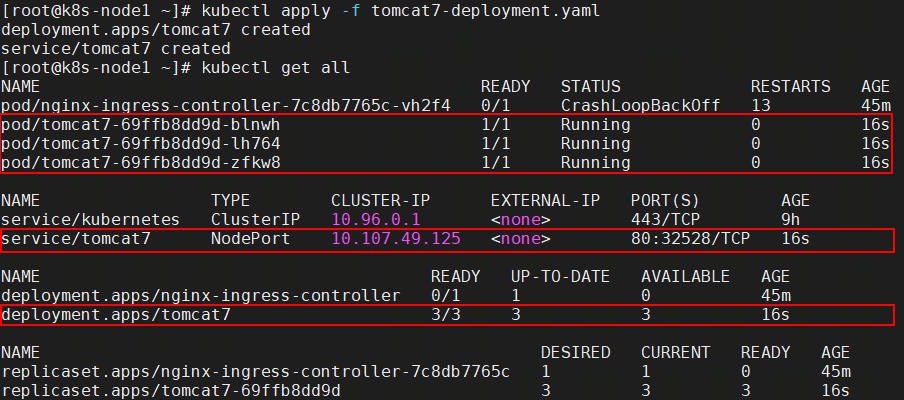 [root@k8s-node1 ~]# kubectl apply -f tomcat7-deployment.yaml
deployment.apps/tomcat7 created
service/tomcat7 created
[root@k8s-node1 ~]# kubectl get all
NAME READY STATUS RESTARTS AGE
pod/nginx-ingress-controller-7c8db7765c-vh2f4 0/1 CrashLoopBackOff 13 45m
pod/tomcat7-69ffb8dd9d-blnwh 1/1 Running 0 16s
pod/tomcat7-69ffb8dd9d-lh764 1/1 Running 0 16s
pod/tomcat7-69ffb8dd9d-zfkw8 1/1 Running 0 16s
NAME TYPE CLUSTER-IP EXTERNAL-IP PORT(S) AGE
service/kubernetes ClusterIP 10.96.0.1 <none> 443/TCP 9h
service/tomcat7 NodePort 10.107.49.125 <none> 80:32528/TCP 16s
NAME READY UP-TO-DATE AVAILABLE AGE
deployment.apps/nginx-ingress-controller 0/1 1 0 45m
deployment.apps/tomcat7 3/3 3 3 16s
NAME DESIRED CURRENT READY AGE
replicaset.apps/nginx-ingress-controller-7c8db7765c 1 1 0 45m
replicaset.apps/tomcat7-69ffb8dd9d 3 3 3 16s